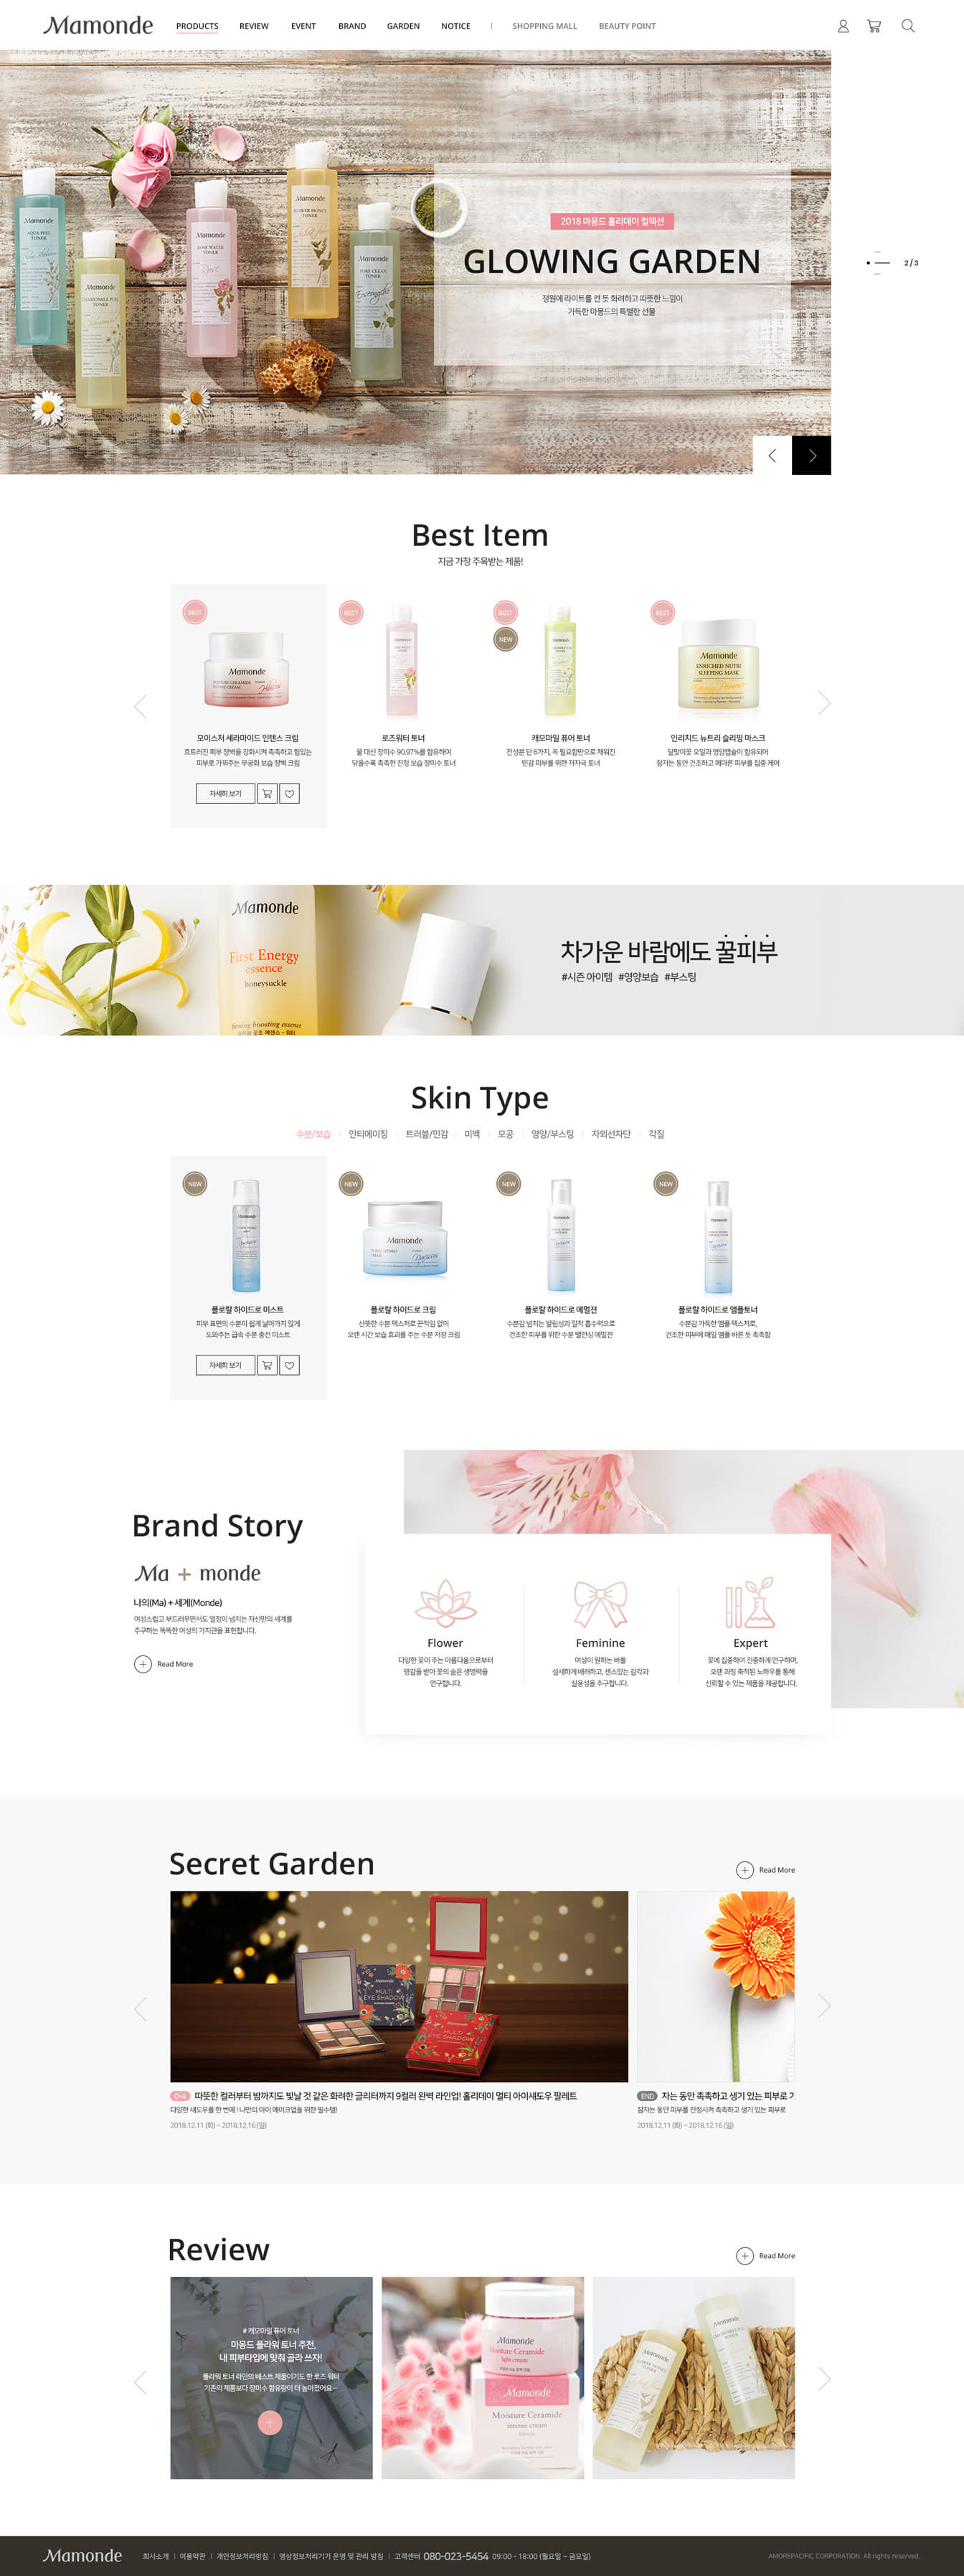 Mamonde
PRODUCTS REVIEW EVENT BRAND GARDEN NOTICE | SHOPPING MALL BEAUTY POINT
Mamonde
AQUA PEEL
TONER
Mamonde
CHAMOMILE PURE
TONER
Mamonde
ROSE WATER
TONER
Rose
Mamonde
FLOWER HONEY
TONER
Mamonde
PORE CLEAN
TONER
2018 마몽드 홀리데이 컬렉션
GLOWING GARDEN
정원에 라이트를 켠 듯 화려하고 따뜻한 느낌이
가득한 마몽드의 특별한 선물
2 / 3
Best Item
지금 가장 주목받는 제품!
BEST
BEST
BEST
NEW
BEST
Mamonde
Mamonde
Mamonde
Mamonde
ENRICHED NUTRI
SLEEPING MASK
모이스처 세라마이드 인텐스 크림
흐트러진 피부 장벽을 강화시켜 촉촉하고 힘있는
피부로 가꿔주는 무궁화 보습 장벽 크림
자세히 보기
로즈워터 토너
물 대신 장미수 90.97%를 함유하여
닦을수록 촉촉한 진정 보습 장미수 토너
캐모마일 퓨어 토너
전성분 단 6가지, 꼭 필요함만으로 채워진
민감 피부를 위한 저자극 토너
인리치드 뉴트리 슬리핑 마스크
달맞이꽃 오일과 영양캡슐이 함유되어
잠자는 동안 건조하고 메마른 피부를 집중 케어
Mamonde
First Energy
essence
honeysuckle
firming boosting essence
차가운 바람에도 꿀피부
#시즌 아이템 #영양보습 #부스팅
Skin Type
수분/보습 | 안티에이징 | 트러블/민감 | 미백 | 모공 | 영양/부스팅 | 자외선차단 | 각질
NEW
NEW
NEW
NEW
Mamonde
Mamonde
Mamonde
Mamonde
플로랄 하이드로 미스트
피부 표면의 수분이 쉽게 날아가지 않게
도와주는 급속 수분 충전 미스트
자세히 보기
플로랄 하이드로 크림
산뜻한 수분 텍스처로 끈적임 없이
오랜 시간 보습 효과를 주는 수분 저장 크림
플로랄 하이드로 에멀젼
수분감 넘치는 발림성과 밀착 흡수력으로
건조한 피부를 위한 수분 밸런싱 에멀젼
플로랄 하이드로 앰플토너
수분감 가득한 앰플 텍스처로,
건조한 피부에 매일 앰플 바른 듯 촉촉함
Brand Story
Ma + monde
나의(Ma) + 세계(Monde)
여성스럽고 부드러우면서도 열정이 넘치는 자신만의 세계를
추구하는 똑똑한 여성의 가치관을 표현합니다.
Read More
Flower
다양한 꽃이 주는 아름다움으로부터
영감을 받아 꽃의 숨은 생명력을
연구합니다.
Feminine
여성이 원하는 바를
섬세하게 배려하고, 센스있는 감각과
실용성을 추구합니다.
Expert
꽃에 집중하여 진중하게 연구하며,
오랜 과정 축적된 노하우를 통해
신뢰할 수 있는 제품을 제공합니다.
Secret Garden
Read More
Mamonde
MULTI
EYE SHADOW
MULTI
EYE SHADOW
D-4 따뜻한 컬러부터 밤까지도 빛날 것 같은 화려한 글리터까지 9컬러 완벽 라인업! 홀리데이 멀티 아이섀도우 팔레트
다양한 섀도우를 한 번에! 나만의 아이 메이크업을 위한 필수템!
2018.12.11 (화) ~ 2018.12.16 (일)
END 자는 동안 촉촉하고 생기 있는 피부로 가
잠자는 동안 피부를 진정시켜 촉촉하고 생기 있는 피부로
2018.12.11 (화) ~ 2018.12.16 (일)
Review
Read More
# 캐모마일 퓨어 토너
마몽드 플라워 토너 추천,
내 피부타입에 맞춰 골라 쓰자!
플라워 토너 라인의 베스트 제품이기도 한 로즈 워터
기존의 제품보다 장미수 함유량이 더 높아졌어요~
Mamonde
Moisture Ceramide
light cream
Mamonde
Moisture Ceramide
intense cream
Mamonde
Mamonde
Mamonde
회사소개 | 이용약관 | 개인정보처리방침 | 영상정보처리기기 운영 및 관리 방침 | 고객센터 080-023-5454 09:00 - 18:00 (월요일 ~ 금요일)
AMOREPACIFIC CORPORATION. All rights reserved.